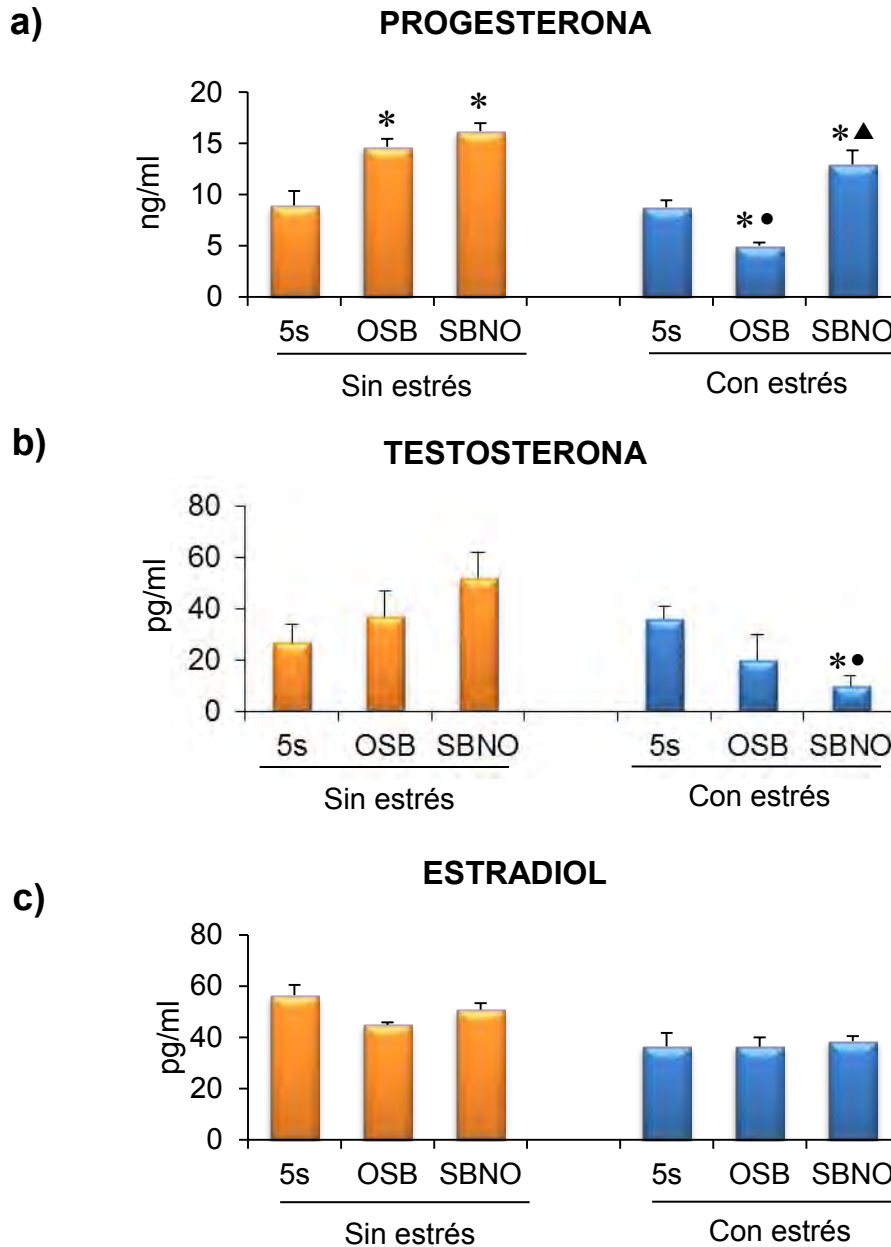 a)
PROGESTERONA
ng/ml
20
15
10
5
0
* * *● *▲
5s OSB SBNO 5s OSB SBNO
Sin estrés Con estrés
b)
TESTOSTERONA
pg/ml
80
60
40
20
0
*●
5s OSB SBNO 5s OSB SBNO
Sin estrés Con estrés
c)
ESTRADIOL
pg/ml
80
60
40
20
0
5s OSB SBNO 5s OSB SBNO
Sin estrés Con estrés